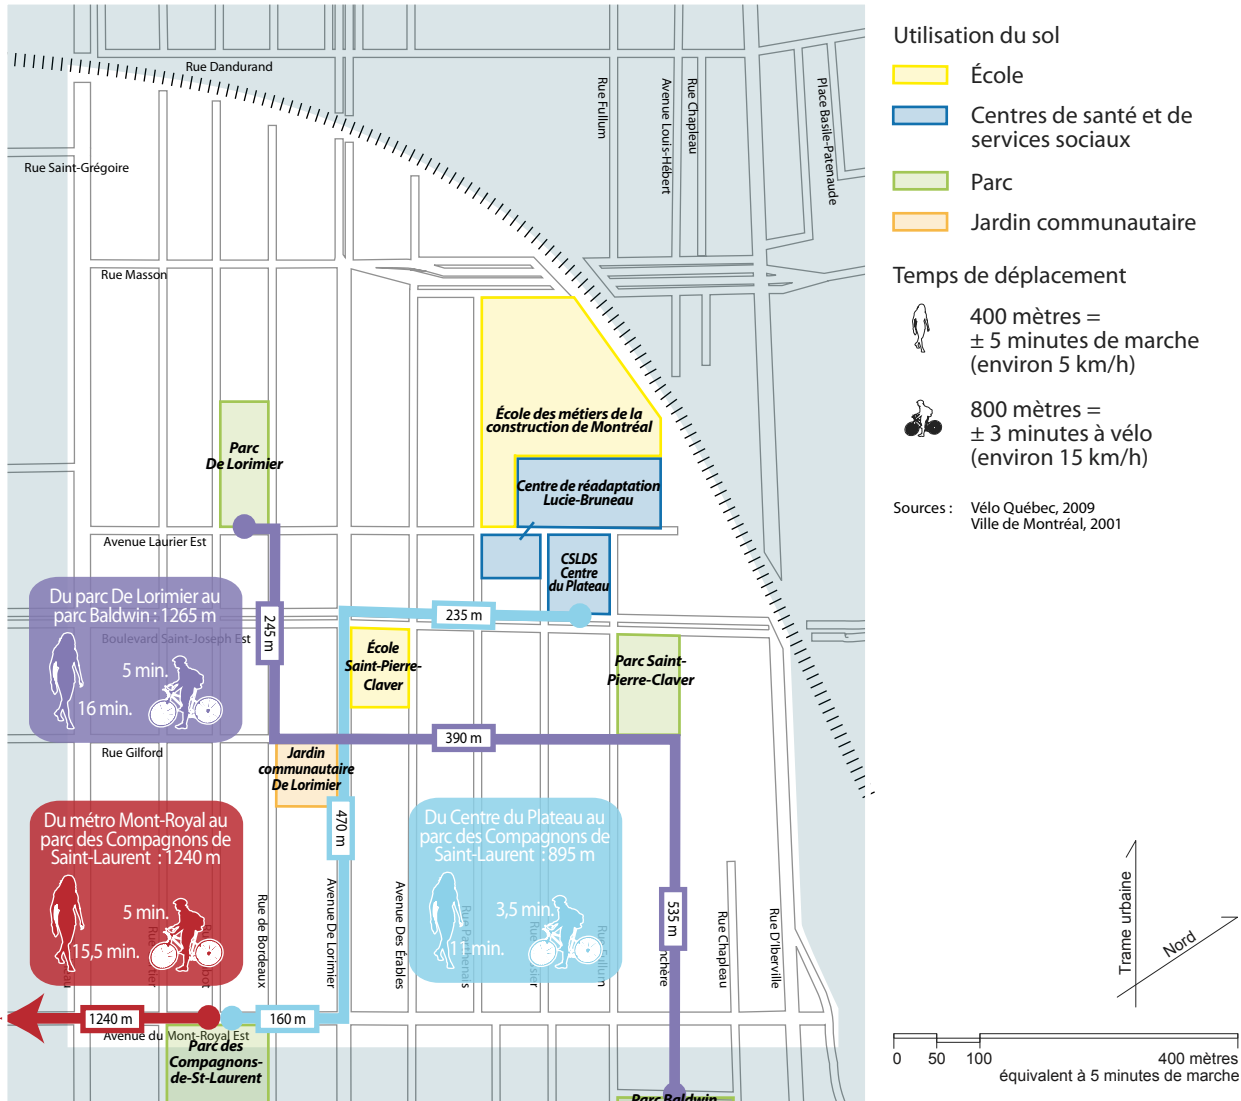 Utilisation du sol
École
Centres de santé et de
services sociaux
Parc
Jardin communautaire
Temps de déplacement
400 mètres =
± 5 minutes de marche
(environ 5 km/h)
800 mètres =
± 3 minutes à vélo
(environ 15 km/h)
Sources : Vélo Québec, 2009
Ville de Montréal, 2001
Rue Dandurand
Rue Saint-Grégoire
Rue Masson
Rue Fullum
Avenue Louis-Hébert
Rue Chapleau
Place Basile-Patenaude
École des métiers de la
construction de Montréal
Parc
De Lorimier
Centre de réadaptation
Lucie-Bruneau
Avenue Laurier Est
CSLDS
Centre
du Plateau
Du parc De Lorimier au
parc Baldwin : 1265 m
5 min.
16 min.
Boulevard Saint-Joseph Est
245 m
235 m
École
Saint-Pierre-
Claver
Parc Saint-
Pierre-Claver
Rue Gilford
390 m
Jardin
communautaire
De Lorimier
470 m
Du métro Mont-Royal au
parc des Compagnons de
Saint-Laurent : 1240 m
5 min.
15,5 min.
Du Centre du Plateau au
parc des Compagnons de
Saint-Laurent : 895 m
3,5 min.
11 min.
535 m
Rue de Bordeaux
Avenue De Lorimier
Avenue Des Érables
Rue Chapleau
Rue D'Iberville
1240 m
160 m
Avenue du Mont-Royal Est
Parc des
Compagnons-
de-St-Laurent
Parc Baldwin
Trame urbaine
Nord
0 50 100 400 mètres
équivalent à 5 minutes de marche